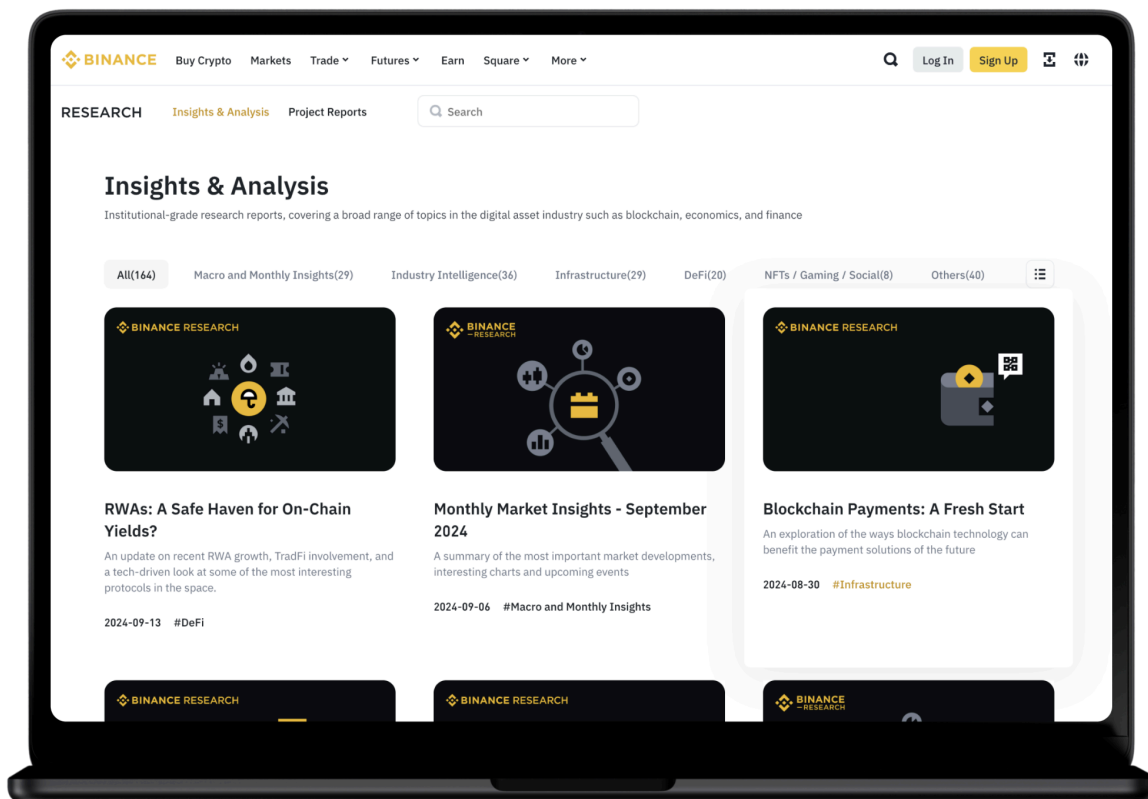 BINANCE Buy Crypto Markets Trade Futures Earn Square More Log In Sign Up
RESEARCH Insights & Analysis Project Reports Search
Insights & Analysis
Institutional-grade research reports, covering a broad range of topics in the digital asset industry such as blockchain, economics, and finance
All(164) Macro and Monthly Insights(29) Industry Intelligence(36) Infrastructure(29) DeFi(20) NFTs / Gaming / Social(8) Others(40)
BINANCE RESEARCH
$
RWAs: A Safe Haven for On-Chain
Yields?
An update on recent RWA growth, TradFi involvement, and
a tech-driven look at some of the most interesting
protocols in the space.
2024-09-13 #DeFi
BINANCE
RESEARCH
Monthly Market Insights - September
2024
A summary of the most important market developments,
interesting charts and upcoming events
2024-09-06 #Macro and Monthly Insights
BINANCE RESEARCH
Blockchain Payments: A Fresh Start
An exploration of the ways blockchain technology can
benefit the payment solutions of the future
2024-08-30 #Infrastructure
BINANCE RESEARCH
BINANCE RESEARCH
BINANCE
RESEARCH